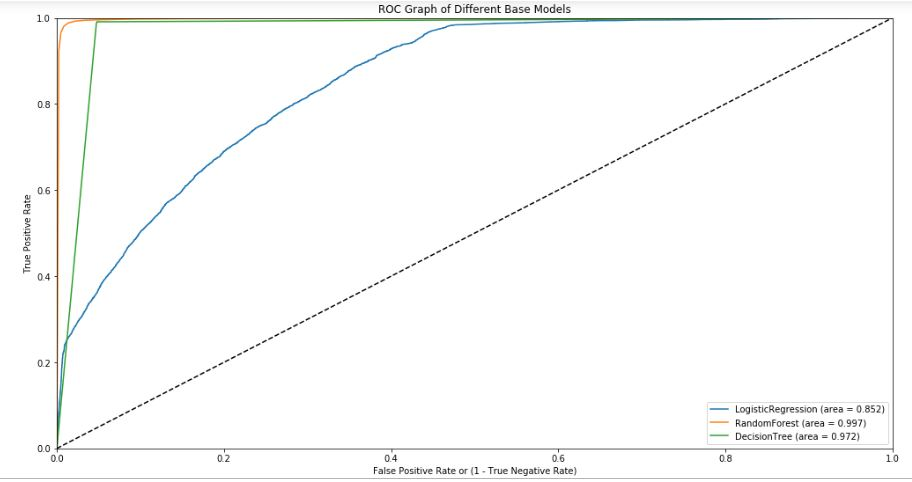 ROC Graph of Different Base Models
1.0
0.8
0.6
0.4
0.2
0.0
True Positive Rate
0.0 0.2 0.4 0.6 0.8 1.0
False Positive Rate or (1 - True Negative Rate)
LogisticRegression (area = 0.852)
RandomForest (area = 0.997)
DecisionTree (area = 0.972)